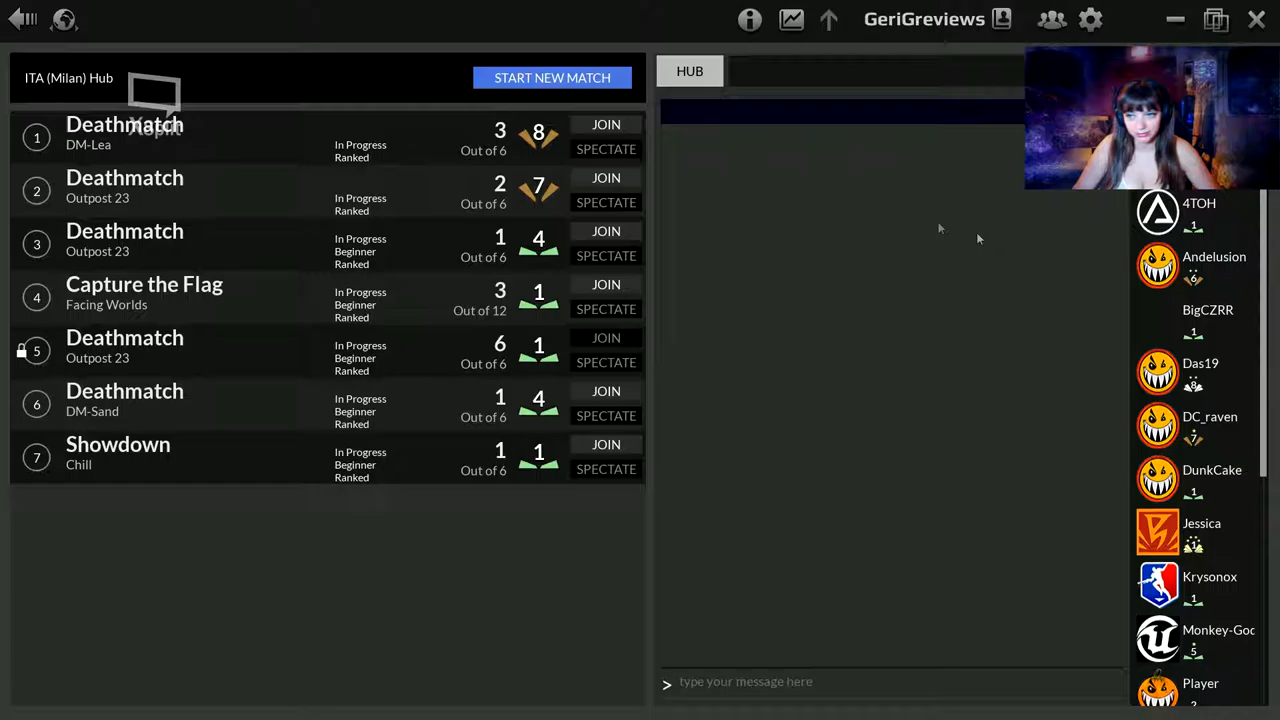 GeriGreviews
ITA (Milan) Hub
START NEW MATCH
HUB
1
Deathmatch
DM-Lea
In Progress
Ranked
3
Out of 6
8
JOIN
SPECTATE
2
Deathmatch
Outpost 23
In Progress
Ranked
2
Out of 6
7
JOIN
SPECTATE
3
Deathmatch
Outpost 23
In Progress
Beginner
Ranked
1
Out of 6
4
JOIN
SPECTATE
4
Capture the Flag
Facing Worlds
In Progress
Beginner
Ranked
3
Out of 12
1
JOIN
SPECTATE
5
Deathmatch
Outpost 23
In Progress
Beginner
Ranked
6
Out of 6
1
JOIN
SPECTATE
6
Deathmatch
DM-Sand
In Progress
Beginner
Ranked
1
Out of 6
4
JOIN
SPECTATE
7
Showdown
Chill
In Progress
Beginner
Ranked
1
Out of 6
1
JOIN
SPECTATE
> type your message here
4TOH
1
Andelusion
6
BigCZRR
1
Das19
8
DC_raven
7
DunkCake
1
Jessica
1
Krysonox
1
Monkey-Goc
5
Player
2